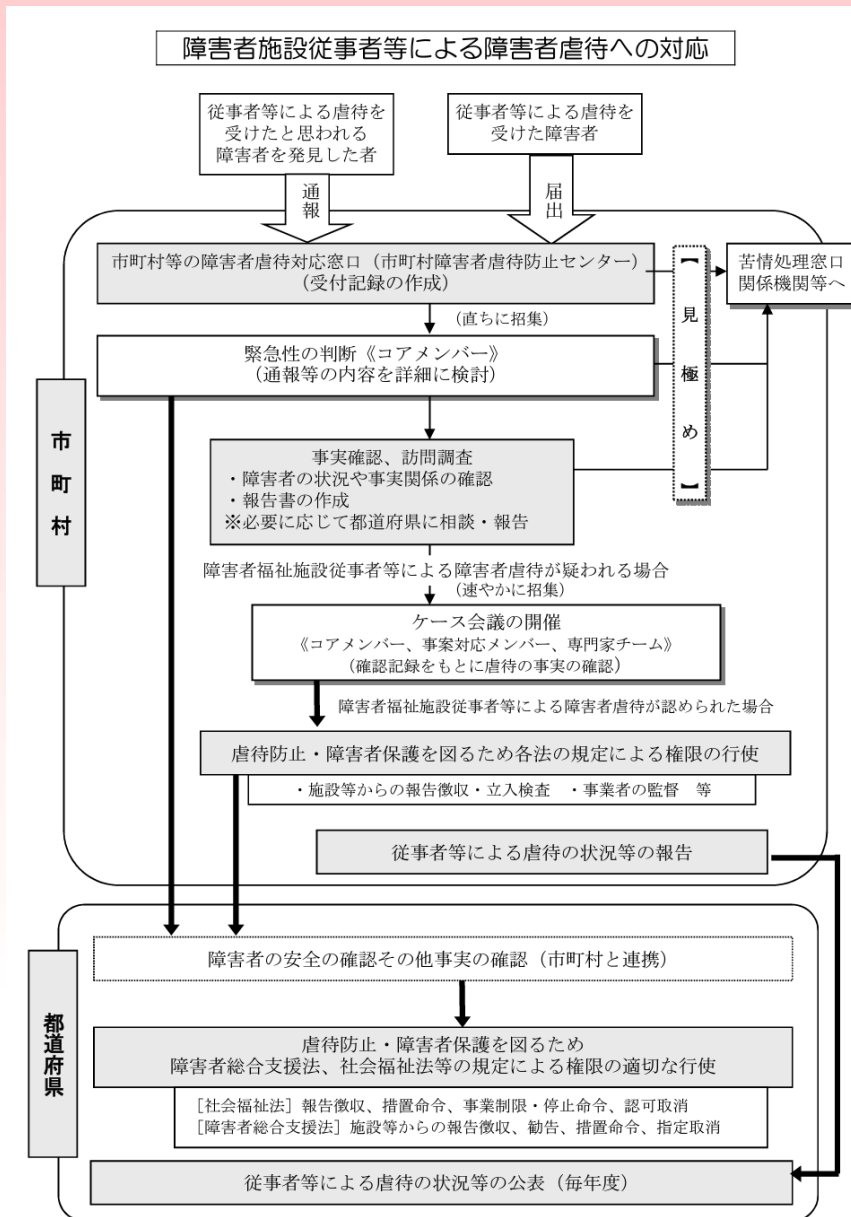 障害者施設従事者等による障害者虐待への対応
従事者等による虐待を
受けたと思われる
障害者を発見した者
従事者等による虐待を
受けた障害者
通報
届出
市町村
市町村等の障害者虐待対応窓口（市町村障害者虐待防止センター）
（受付記録の作成）
【見極め】
苦情処理窓口
関係機関等へ
（直ちに招集）
緊急性の判断《コアメンバー》
（通報等の内容を詳細に検討）
事実確認、訪問調査
・障害者の状況や事実関係の確認
・報告書の作成
※必要に応じて都道府県に相談・報告
障害者福祉施設従事者等による障害者虐待が疑われる場合
（速やかに招集）
ケース会議の開催
《コアメンバー、事案対応メンバー、専門家チーム》
（確認記録をもとに虐待の事実の確認）
障害者福祉施設従事者等による障害者虐待が認められた場合
虐待防止・障害者保護を図るため各法の規定による権限の行使
・施設等からの報告徴収・立入検査　・事業者の監督　等
従事者等による虐待の状況等の報告
都道府県
障害者の安全の確認その他事実の確認（市町村と連携）
虐待防止・障害者保護を図るため
障害者総合支援法、社会福祉法等の規定による権限の適切な行使
［社会福祉法］報告徴収、措置命令、事業制限・停止命令、認可取消
［障害者総合支援法］施設等からの報告徴収、勧告、措置命令、指定取消
従事者等による虐待の状況等の公表（毎年度）